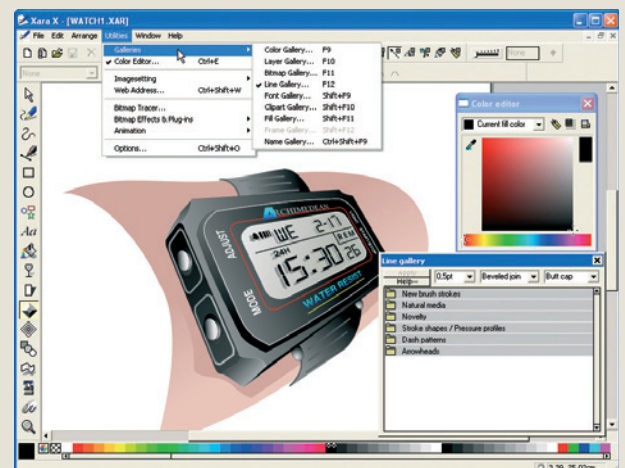 Xara X - [WATCH1.XAR]
File Edit Arrange Utilities Window Help
Galleries
Color Editor... Ctrl+E
Imagesetting
Web Address... Ctrl+Shift+W
Bitmap Tracer...
Bitmap Effects & Plug-ins
Animation
Options... Ctrl+Shift+O
Color Gallery... F9
Layer Gallery... F10
Bitmap Gallery... F11
Line Gallery... F12
Font Gallery... Shift+F9
Clipart Gallery... Shift+F10
Fill Gallery... Shift+F11
Frame Gallery... Shift+F12
Name Gallery... Ctrl+Shift+F9
None
None
Color editor
Current fill color
ARCHIMEDEAN
ADJUST
WE 2-17
24H REM
15:30 26
MODE
WATER RESIST
Line gallery
Apply
Help...
0,5pt Beveled join Butt cap
New brush strokes
Natural media
Novelty
Stroke shapes / Pressure profiles
Dash patterns
Arrowheads